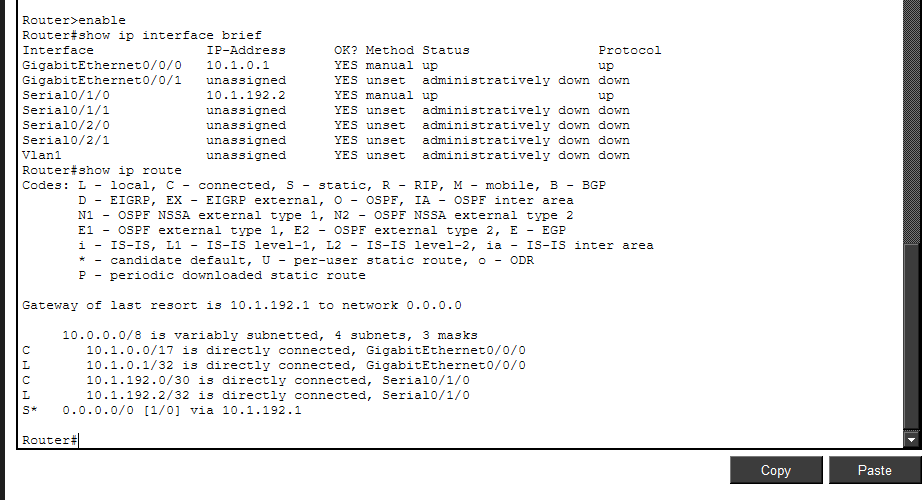 Router>enable
Router#show ip interface brief
Interface              IP-Address      OK? Method Status                Protocol
GigabitEthernet0/0/0   10.1.0.1        YES manual up                    up
GigabitEthernet0/0/1   unassigned      YES unset  administratively down down
Serial0/1/0            10.1.192.2      YES manual up                    up
Serial0/1/1            unassigned      YES unset  administratively down down
Serial0/2/0            unassigned      YES unset  administratively down down
Serial0/2/1            unassigned      YES unset  administratively down down
Vlan1                  unassigned      YES unset  administratively down down
Router#show ip route
Codes: L - local, C - connected, S - static, R - RIP, M - mobile, B - BGP
       D - EIGRP, EX - EIGRP external, O - OSPF, IA - OSPF inter area
       N1 - OSPF NSSA external type 1, N2 - OSPF NSSA external type 2
       E1 - OSPF external type 1, E2 - OSPF external type 2, E - EGP
       i - IS-IS, L1 - IS-IS level-1, L2 - IS-IS level-2, ia - IS-IS inter area
       * - candidate default, U - per-user static route, o - ODR
       P - periodic downloaded static route
Gateway of last resort is 10.1.192.1 to network 0.0.0.0
     10.0.0.0/8 is variably subnetted, 4 subnets, 3 masks
C       10.1.0.0/17 is directly connected, GigabitEthernet0/0/0
L       10.1.0.1/32 is directly connected, GigabitEthernet0/0/0
C       10.1.192.0/30 is directly connected, Serial0/1/0
L       10.1.192.2/32 is directly connected, Serial0/1/0
S*   0.0.0.0/0 [1/0] via 10.1.192.1
Router#
Copy Paste